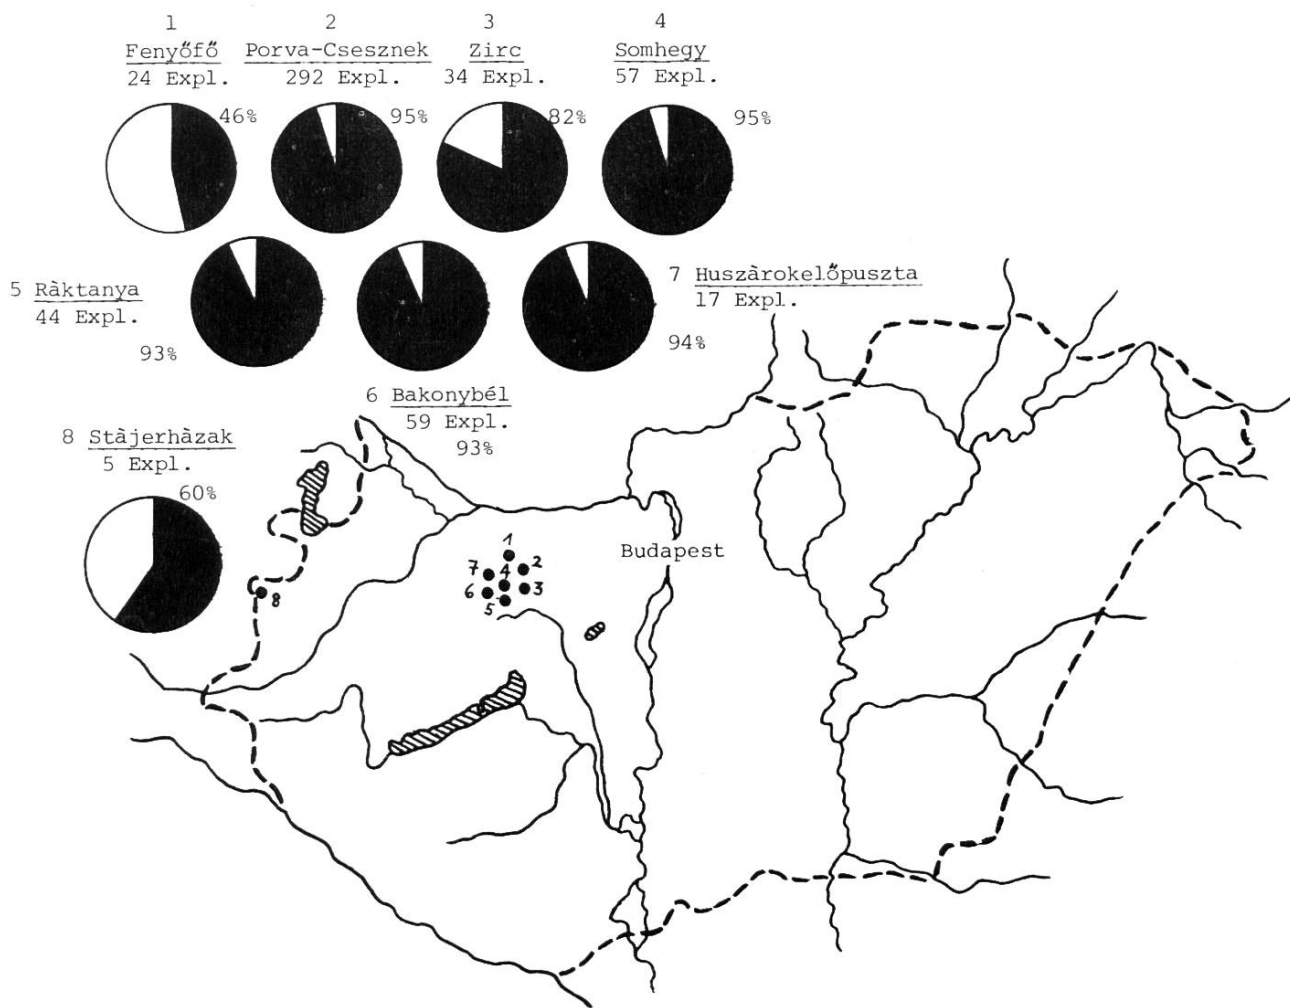 1
Fenyőfő
24 Expl.
46%
2
Porva-Csesznek
292 Expl.
95%
3
Zirc
34 Expl.
82%
4
Somhegy
57 Expl.
95%
5 Ràktanya
44 Expl.
93%
6 Bakonybél
59 Expl.
93%
7 Huszàrokelőpuszta
17 Expl.
94%
8 Stàjerhàzak
5 Expl.
60%
Budapest
1
2
7
4
6
3
5
8